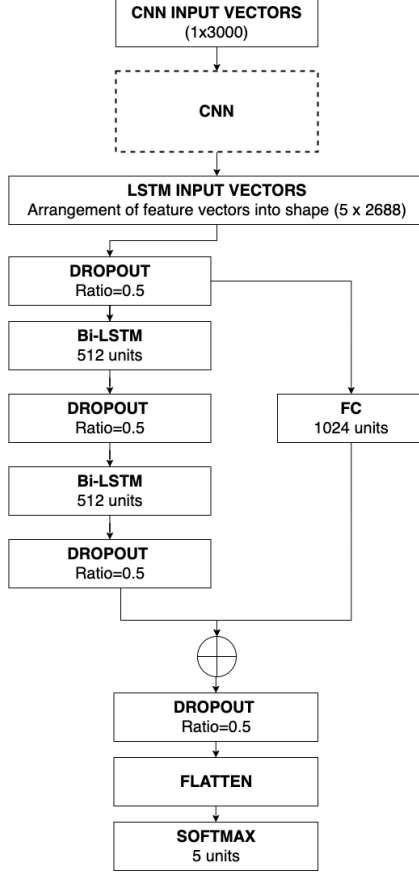 CNN INPUT VECTORS
(1x3000)
CNN
LSTM INPUT VECTORS
Arrangement of feature vectors into shape (5 x 2688)
DROPOUT
Ratio=0.5
Bi-LSTM
512 units
DROPOUT
Ratio=0.5
FC
1024 units
Bi-LSTM
512 units
DROPOUT
Ratio=0.5
DROPOUT
Ratio=0.5
FLATTEN
SOFTMAX
5 units